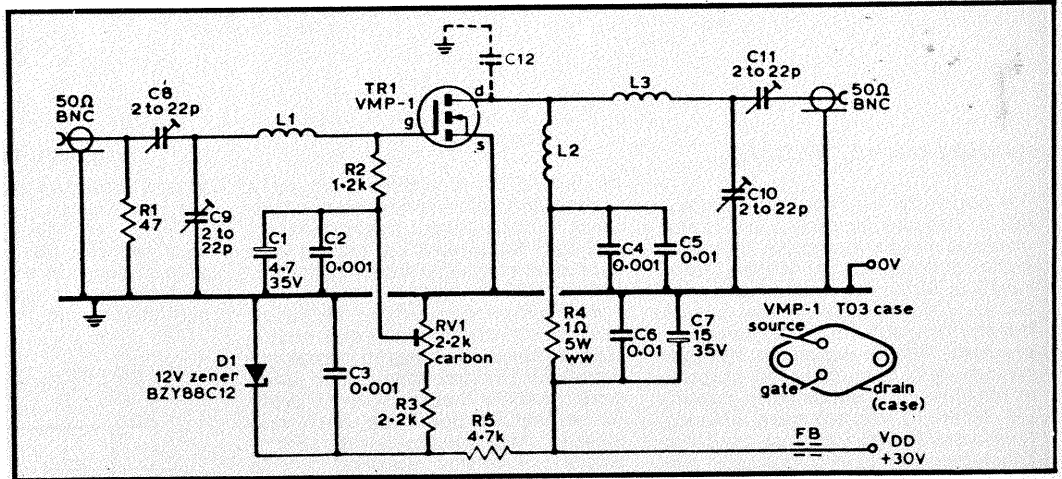 50Ω
BNC
C8
2 to 22p
R1
47
C9
2 to
22p
L1
TR1
VMP-1
g
d
s
C12
R2
1·2k
C1
4·7
35V
C2
0·001
L2
L3
C11
2 to 22p
50Ω
BNC
C10
2 to 22p
C4
0·001
C5
0·01
0V
D1
12V zener
BZY88C12
C3
0·001
RV1
2·2k
carbon
R3
2·2k
R5
4·7k
R4
1Ω
5W
ww
C6
0·01
C7
15
35V
VMP-1 TO3 case
source
gate
drain
(case)
FB
VDD
+30V